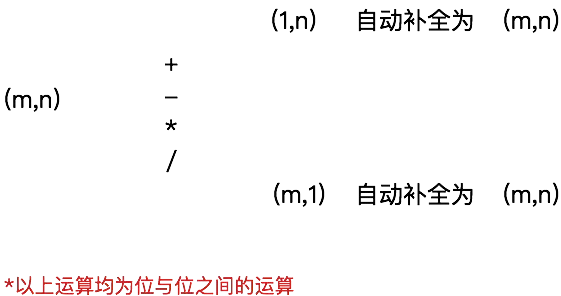 (1,n) 自动补全为 (m,n)
+
(m,n)
−
*
/
(m,1) 自动补全为 (m,n)
*以上运算均为位与位之间的运算